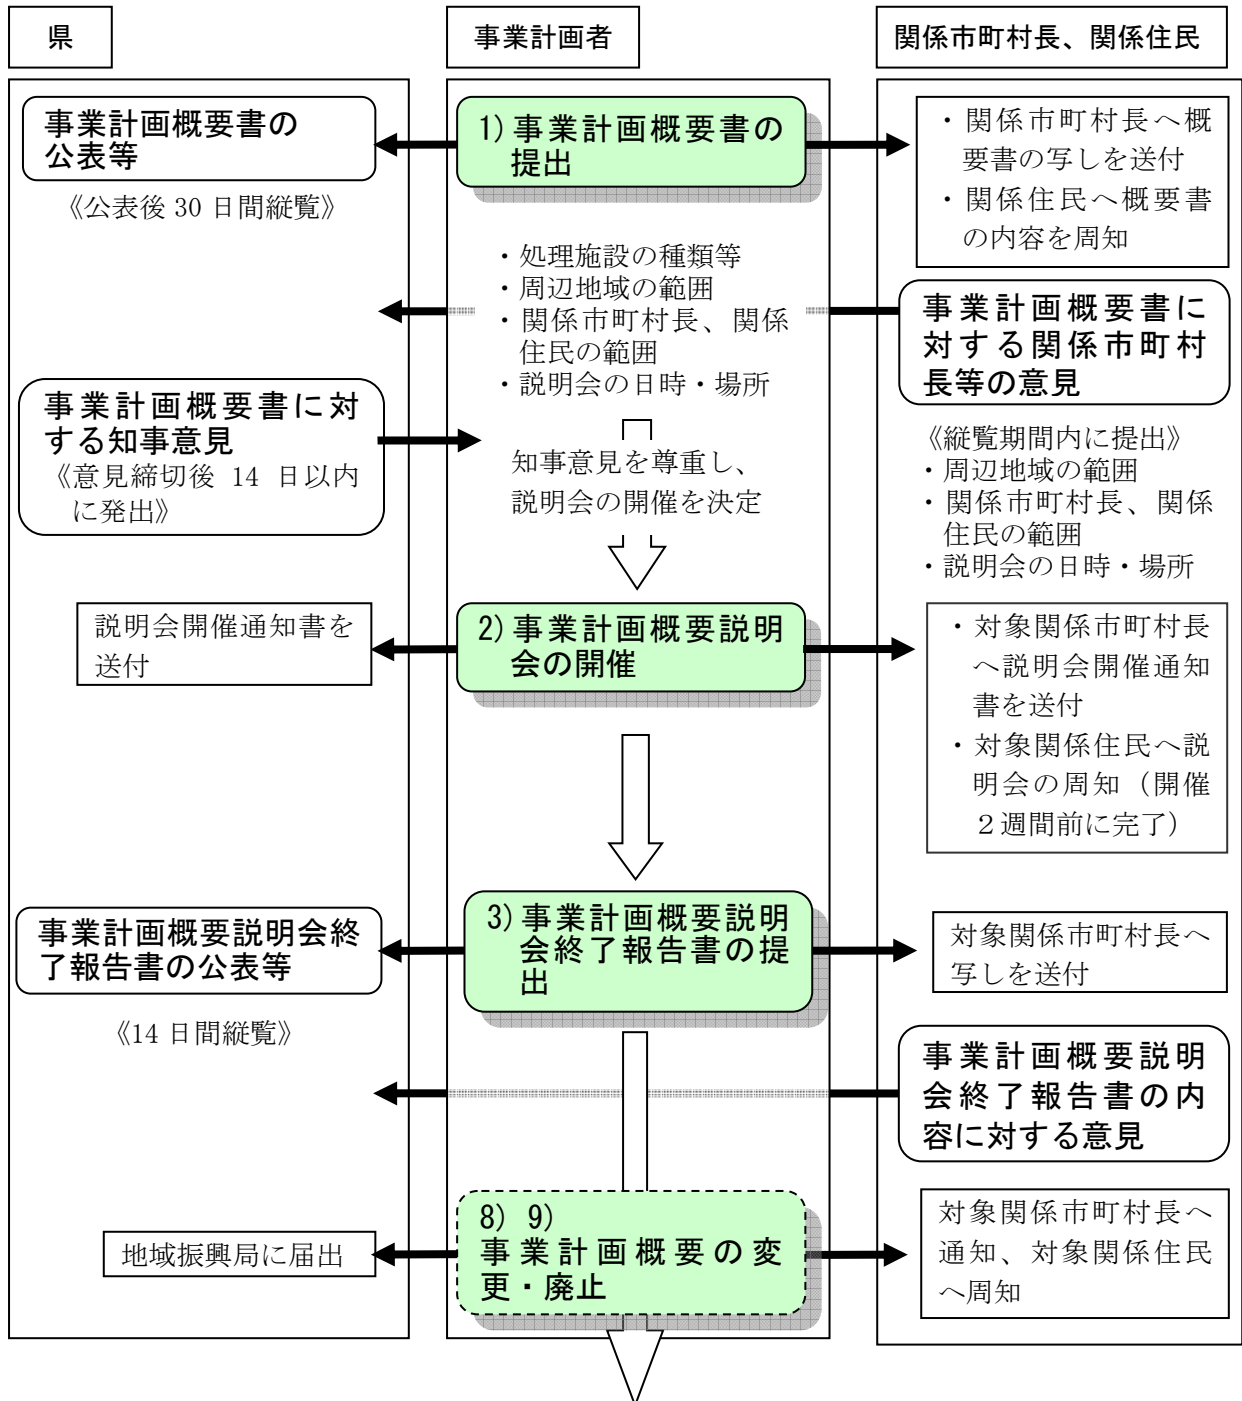 県
事業計画者
関係市町村長、関係住民
事業計画概要書の
公表等
《公表後 30 日間縦覧》
1) 事業計画概要書の
提出
・関係市町村長へ概
要書の写しを送付
・関係住民へ概要書
の内容を周知
・処理施設の種類等
・周辺地域の範囲
・関係市町村長、関係
住民の範囲
・説明会の日時・場所
事業計画概要書に
対する関係市町村
長等の意見
《縦覧期間内に提出》
・周辺地域の範囲
・関係市町村長、関係
住民の範囲
・説明会の日時・場所
事業計画概要書に対
する知事意見
《意見締切後 14 日以内
に発出》
知事意見を尊重し、
説明会の開催を決定
説明会開催通知書を
送付
2) 事業計画概要説明
会の開催
・対象関係市町村長
へ説明会開催通知
書を送付
・対象関係住民へ説
明会の周知（開催
２週間前に完了）
事業計画概要説明会終
了報告書の公表等
《14 日間縦覧》
3) 事業計画概要説明
会終了報告書の提
出
対象関係市町村長へ
写しを送付
事業計画概要説明
会終了報告書の内
容に対する意見
地域振興局に届出
8) 9)
事業計画概要の変
更・廃止
対象関係市町村長へ
通知、対象関係住民
へ周知